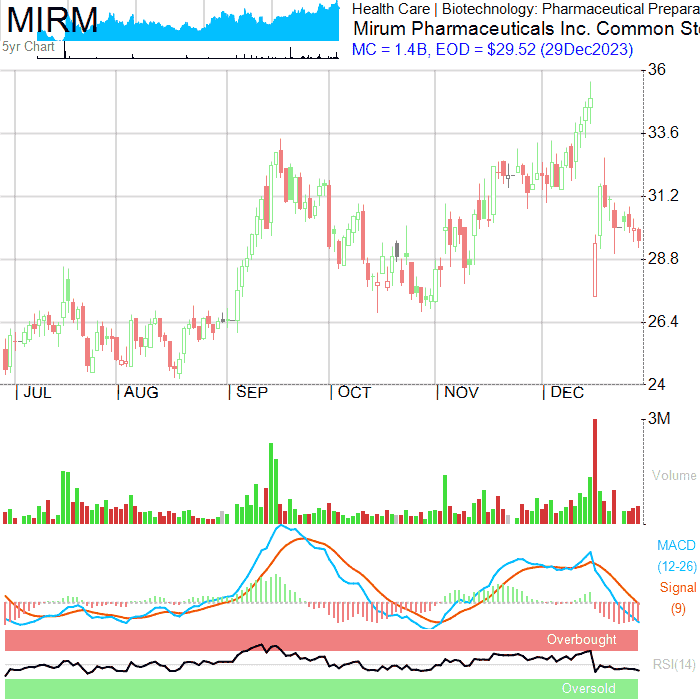 MIRM
5yr Chart
Health Care | Biotechnology: Pharmaceutical Prepara
Mirum Pharmaceuticals Inc. Common Sto
MC = 1.4B, EOD = $29.52 (29Dec2023)
36
33.6
31.2
28.8
26.4
24
JUL AUG SEP OCT NOV DEC
3M
Volume
MACD
(12-26)
Signal
(9)
Overbought
RSI(14)
Oversold